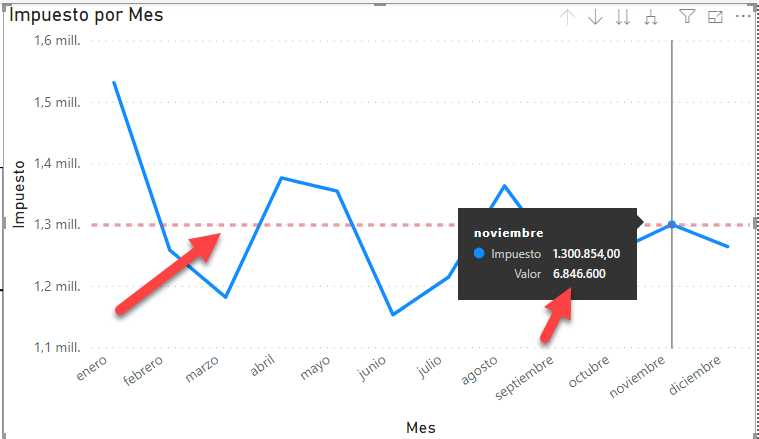 Impuesto por Mes
1,6 mill.
1,5 mill.
1,4 mill.
1,3 mill.
1,2 mill.
1,1 mill.
Impuesto
noviembre
Impuesto 1.300.854,00
Valor 6.846.600
enero
febrero
marzo
abril
mayo
junio
julio
agosto
septiembre
octubre
noviembre
diciembre
Mes